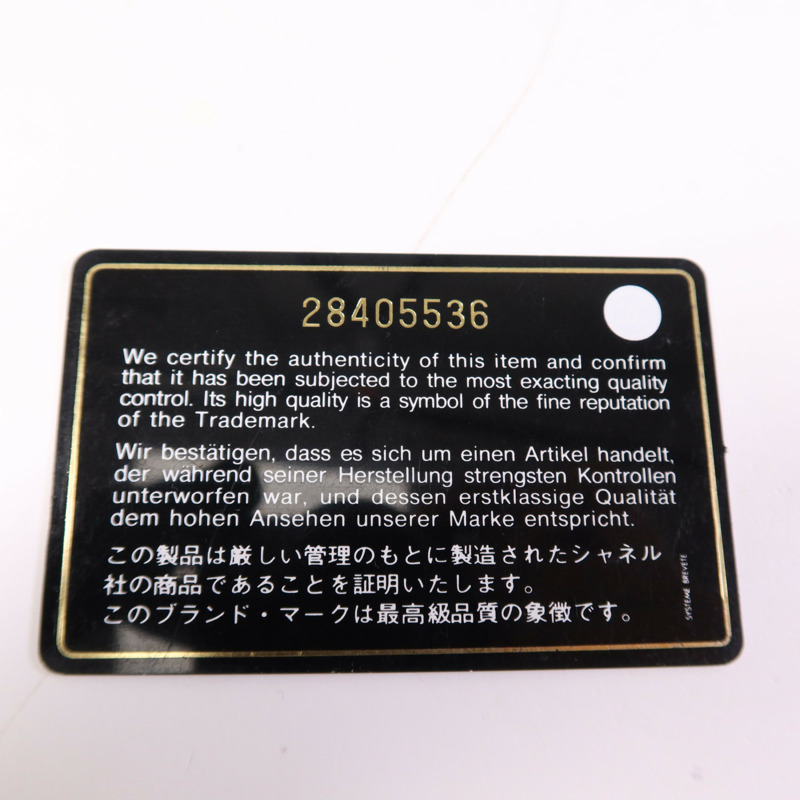 28405536
We certify the authenticity of this item and confirm
that it has been subjected to the most exacting quality
control. Its high quality is a symbol of the fine reputation
of the Trademark.
Wir bestätigen, dass es sich um einen Artikel handelt,
der während seiner Herstellung strengsten Kontrollen
unterworfen war, und dessen erstklassige Qualität
dem hohen Ansehen unserer Marke entspricht.
この製品は厳しい管理のもとに製造されたシャネル
社の商品であることを証明いたします。
このブランド・マークは最高級品質の象徴です。
SYSTEME BREVETE